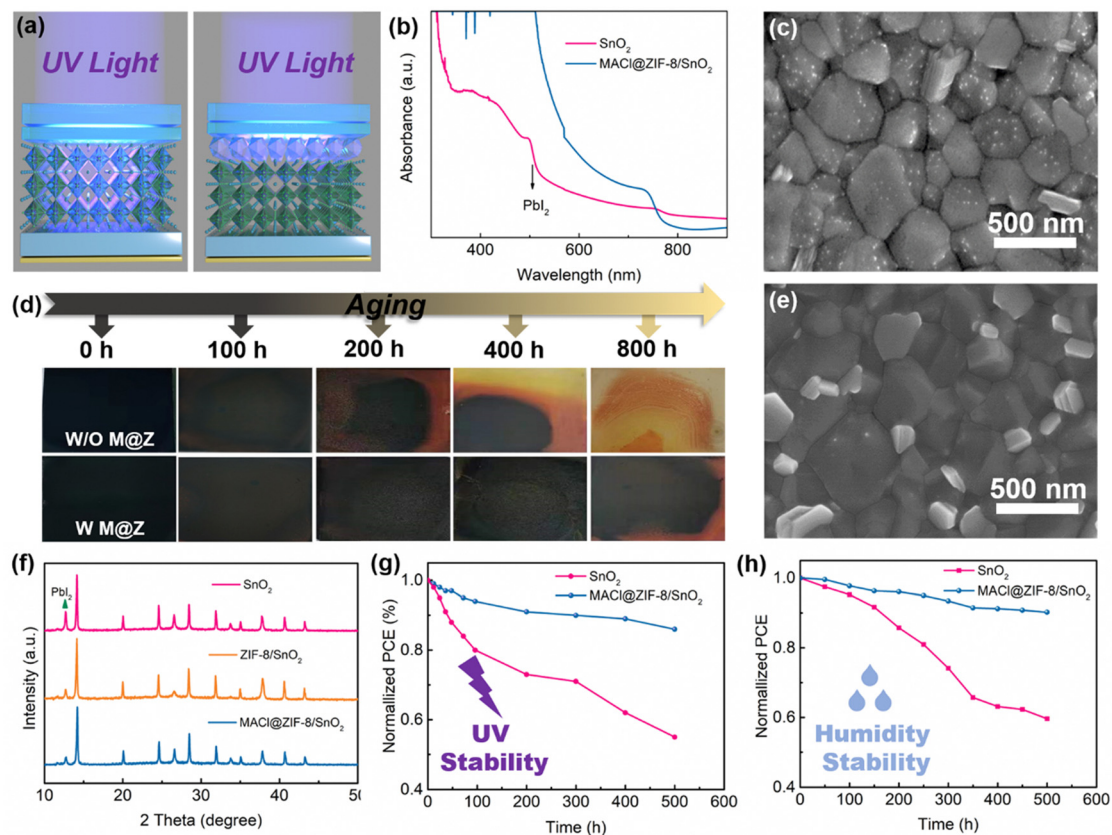 (a)
UV Light
UV Light
(b)
SnO₂
MACl@ZIF-8/SnO₂
PbI₂
Absorbance (a.u.)
400
600
800
Wavelength (nm)
(c)
500 nm
(d)
Aging
0 h
100 h
200 h
400 h
800 h
W/O M@Z
W M@Z
(e)
500 nm
(f)
PbI₂
SnO₂
ZIF-8/SnO₂
MACl@ZIF-8/SnO₂
Intensity (a.u.)
10
20
30
40
50
2 Theta (degree)
(g)
SnO₂
MACl@ZIF-8/SnO₂
Normallized PCE (%)
1.0
0.8
0.6
0.4
UV
Stability
0
100
200
300
400
500
600
Time (h)
(h)
SnO₂
MACl@ZIF-8/SnO₂
Normallized PCE
1.0
0.8
0.6
0.4
Humidity
Stability
0
100
200
300
400
500
600
Time (h)